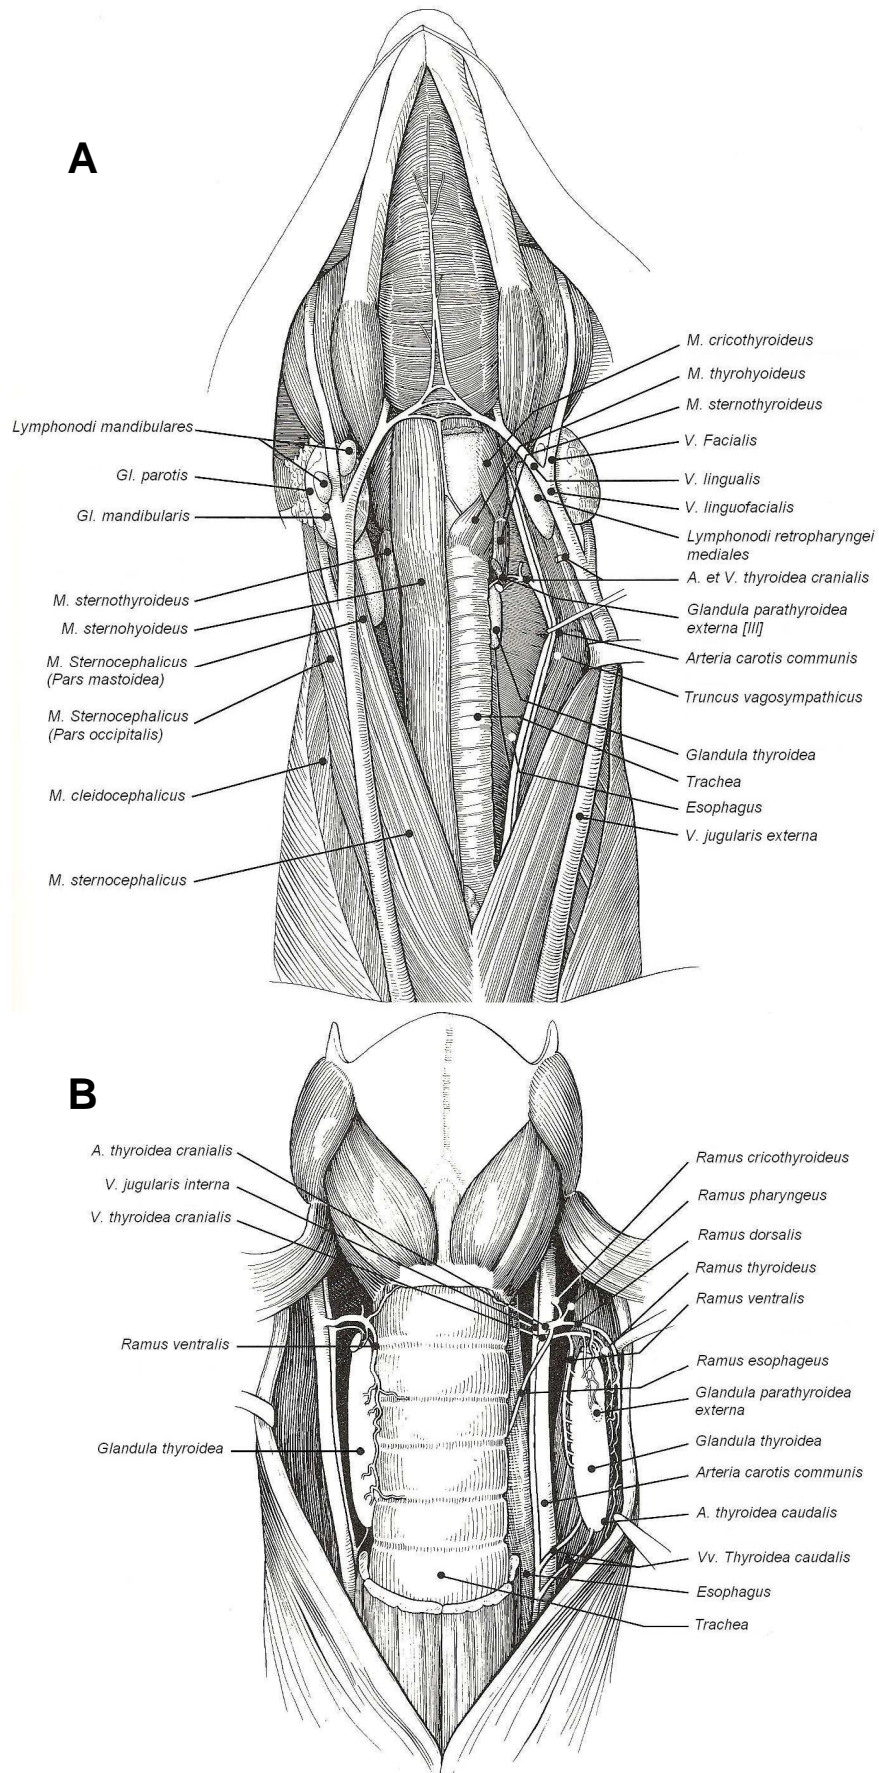 A
M. cricothyroideus
M. thyrohyoideus
M. sternothyroideus
V. Facialis
V. lingualis
V. linguofacialis
Lymphonodi retropharyngei
mediales
A. et V. thyroidea cranialis
Glandula parathyroidea
externa [III]
Arteria carotis communis
Truncus vagosympathicus
Glandula thyroidea
Trachea
Esophagus
V. jugularis externa
Lymphonodi mandibulares
Gl. parotis
Gl. mandibularis
M. sternothyroideus
M. sternohyoideus
M. Sternocephalicus
(Pars mastoidea)
M. Sternocephalicus
(Pars occipitalis)
M. cleidocephalicus
M. sternocephalicus
B
A. thyroidea cranialis
V. jugularis interna
V. thyroidea cranialis
Ramus ventralis
Glandula thyroidea
Ramus cricothyroideus
Ramus pharyngeus
Ramus dorsalis
Ramus thyroideus
Ramus ventralis
Ramus esophageus
Glandula parathyroidea
externa
Glandula thyroidea
Arteria carotis communis
A. thyroidea caudalis
Vv. Thyroidea caudalis
Esophagus
Trachea